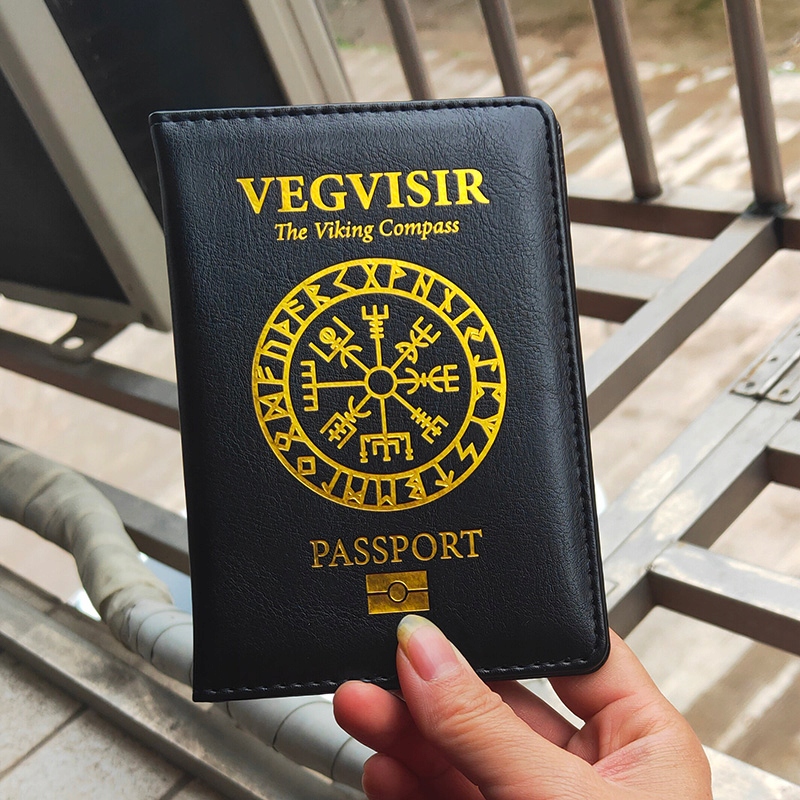 VEGVISIR
The Viking Compass
PASSPORT